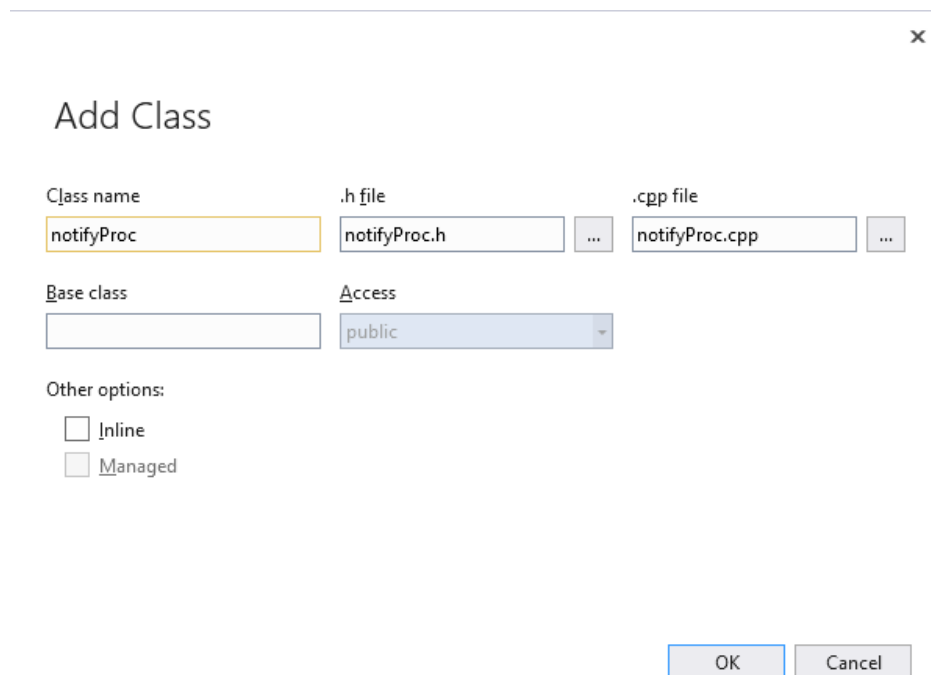 Add Class
Class name .h file .cpp file
notifyProc notifyProc.h ... notifyProc.cpp ...
Base class Access
public
Other options:
Inline
Managed
OK Cancel